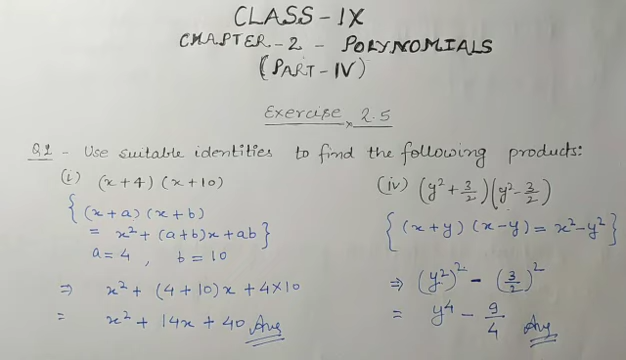 CLASS-IX
CHAPTER-2 - POLYNOMIALS
(PART-IV)
Exercise 2.5
Q1 - Use suitable identities to find the following products:
(i) (x+4) (x+10)
{ (x+a) (x+b)
= x² + (a+b)x + ab }
a = 4 , b = 10
⇒ x² + (4+10)x + 4×10
= x² + 14x + 40 Ans
(iv) (y² + 3/2) (y² - 3/2)
{ (x+y) (x-y) = x² - y² }
⇒ (y²)² - (3/2)²
= y⁴ - 9/4 Ans